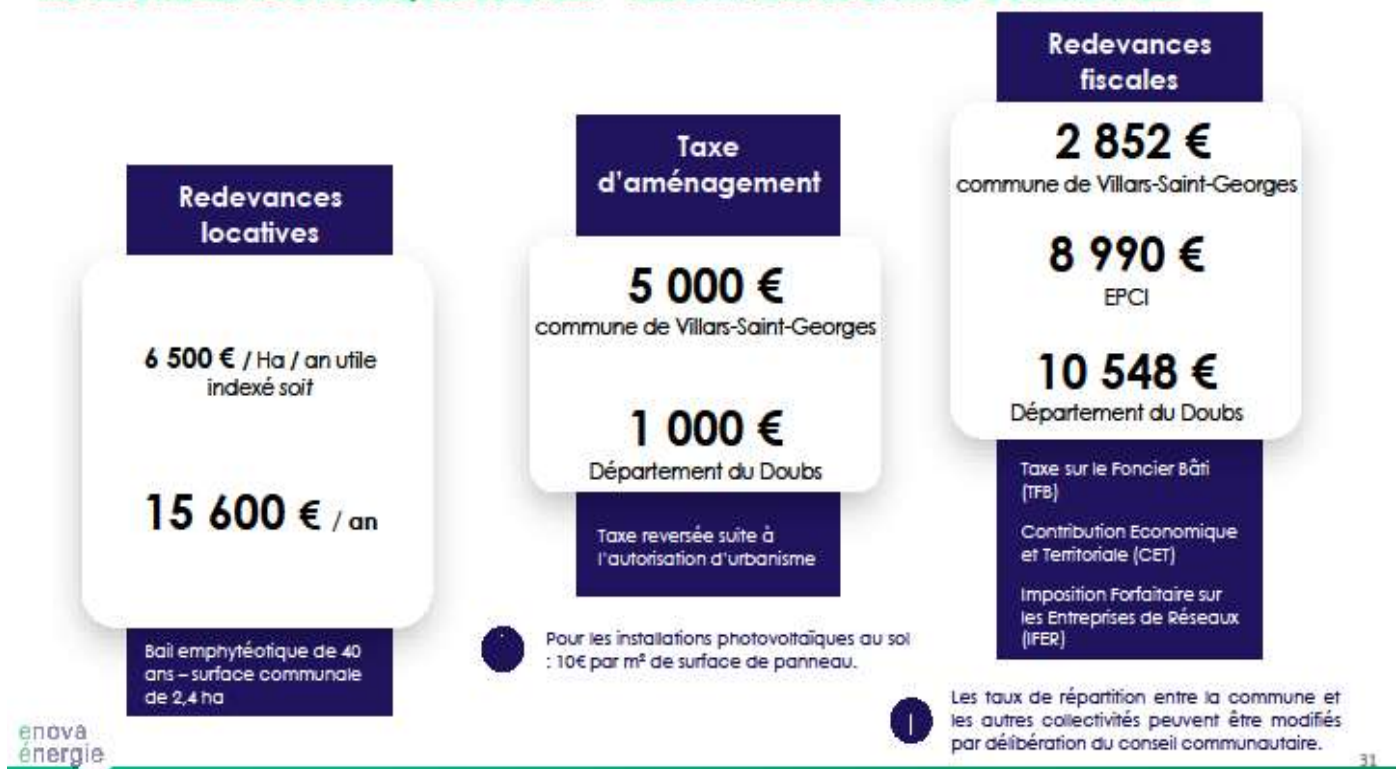 Redevances
locatives
6 500 € / Ha / an utile
indexé soit
15 600 € / an
Bail emphytéotique de 40
ans – surface communale
de 2,4 ha
Taxe
d'aménagement
5 000 €
commune de Villars-Saint-Georges
1 000 €
Département du Doubs
Taxe reversée suite à
l'autorisation d'urbanisme
Pour les installations photovoltaïques au sol
: 10€ par m² de surface de panneau.
Redevances
fiscales
2 852 €
commune de Villars-Saint-Georges
8 990 €
EPCI
10 548 €
Département du Doubs
Taxe sur le Foncier Bâti
(TFB)
Contribution Economique
et Territoriale (CET)
Imposition Forfaitaire sur
les Entreprises de Réseaux
(IFER)
Les taux de répartition entre la commune et
les autres collectivités peuvent être modifiés
par délibération du conseil communautaire.
enova
énergie
31